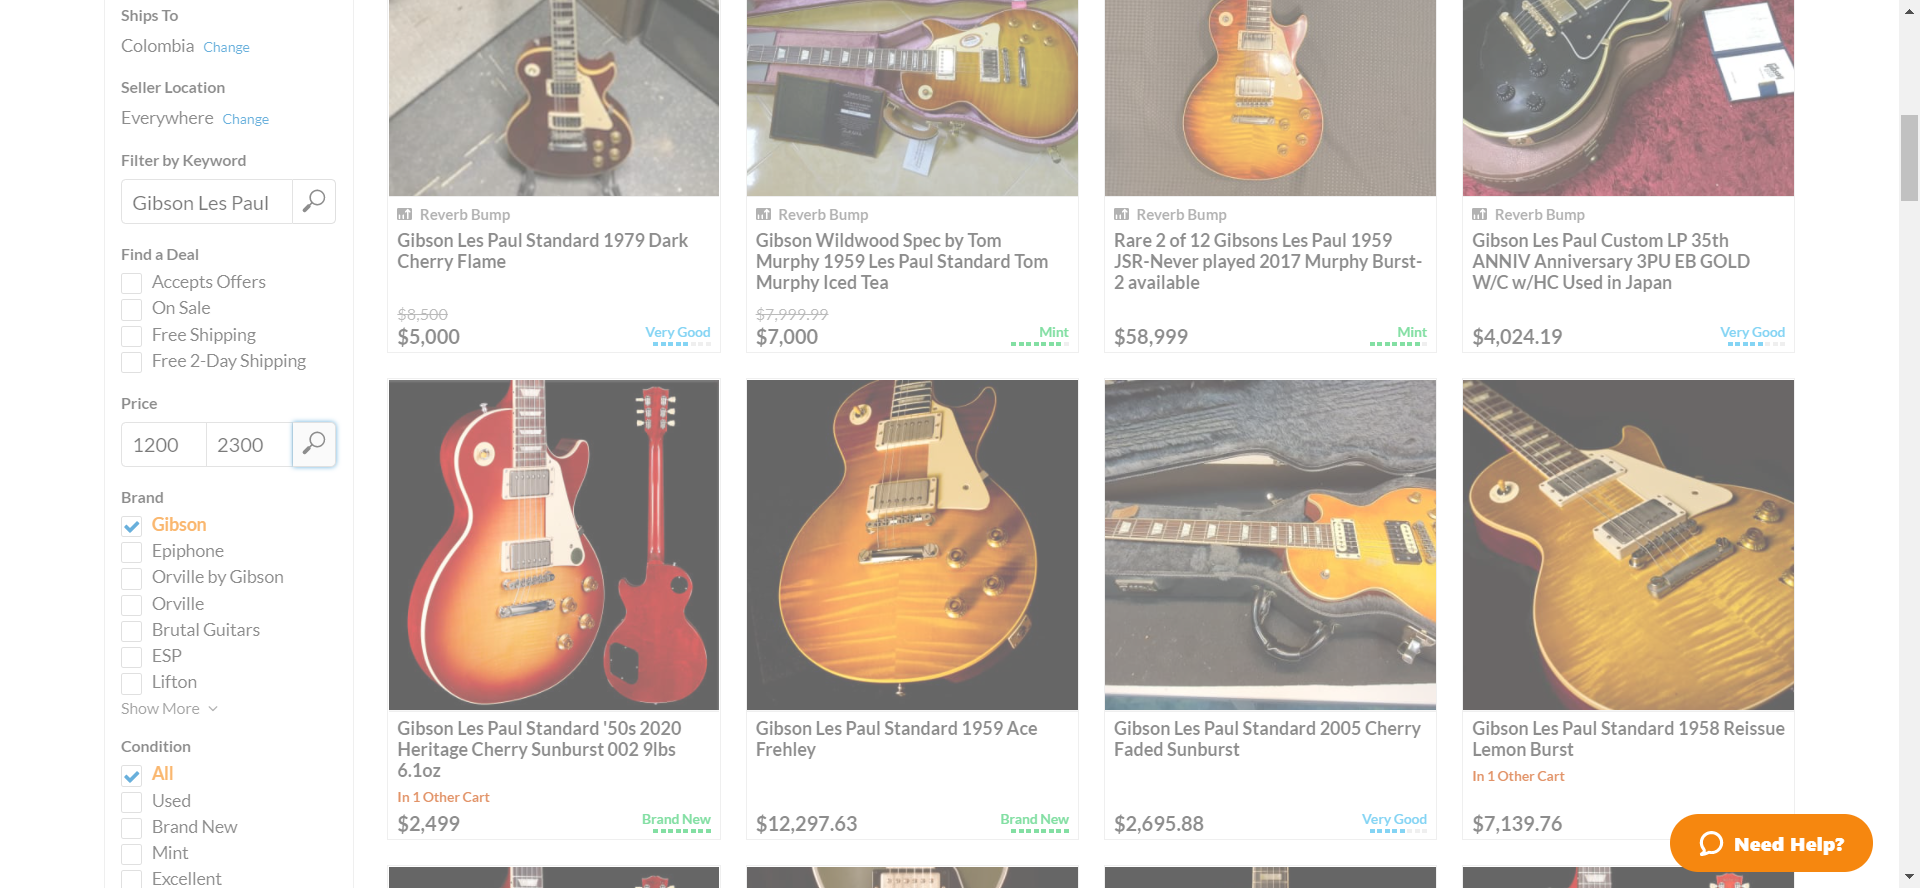 Ships To
Colombia Change
Seller Location
Everywhere Change
Filter by Keyword
Gibson Les Paul
Find a Deal
Accepts Offers
On Sale
Free Shipping
Free 2-Day Shipping
Price
1200 2300
Brand
Gibson
Epiphone
Orville by Gibson
Orville
Brutal Guitars
ESP
Lifton
Show More
Condition
All
Used
Brand New
Mint
Excellent
Reverb Bump
Gibson Les Paul Standard 1979 Dark
Cherry Flame
$8,500
$5,000 Very Good
Reverb Bump
Gibson Wildwood Spec by Tom
Murphy 1959 Les Paul Standard Tom
Murphy Iced Tea
$7,999.99
$7,000 Mint
Reverb Bump
Rare 2 of 12 Gibsons Les Paul 1959
JSR-Never played 2017 Murphy Burst-
2 available
$58,999 Mint
Reverb Bump
Gibson Les Paul Custom LP 35th
ANNIV Anniversary 3PU EB GOLD
W/C w/HC Used in Japan
$4,024.19 Very Good
Gibson Les Paul Standard '50s 2020
Heritage Cherry Sunburst 002 9lbs
6.1oz
In 1 Other Cart
$2,499 Brand New
Gibson Les Paul Standard 1959 Ace
Frehley
$12,297.63 Brand New
Gibson Les Paul Standard 2005 Cherry
Faded Sunburst
$2,695.88 Very Good
Gibson Les Paul Standard 1958 Reissue
Lemon Burst
In 1 Other Cart
$7,139.76
Need Help?